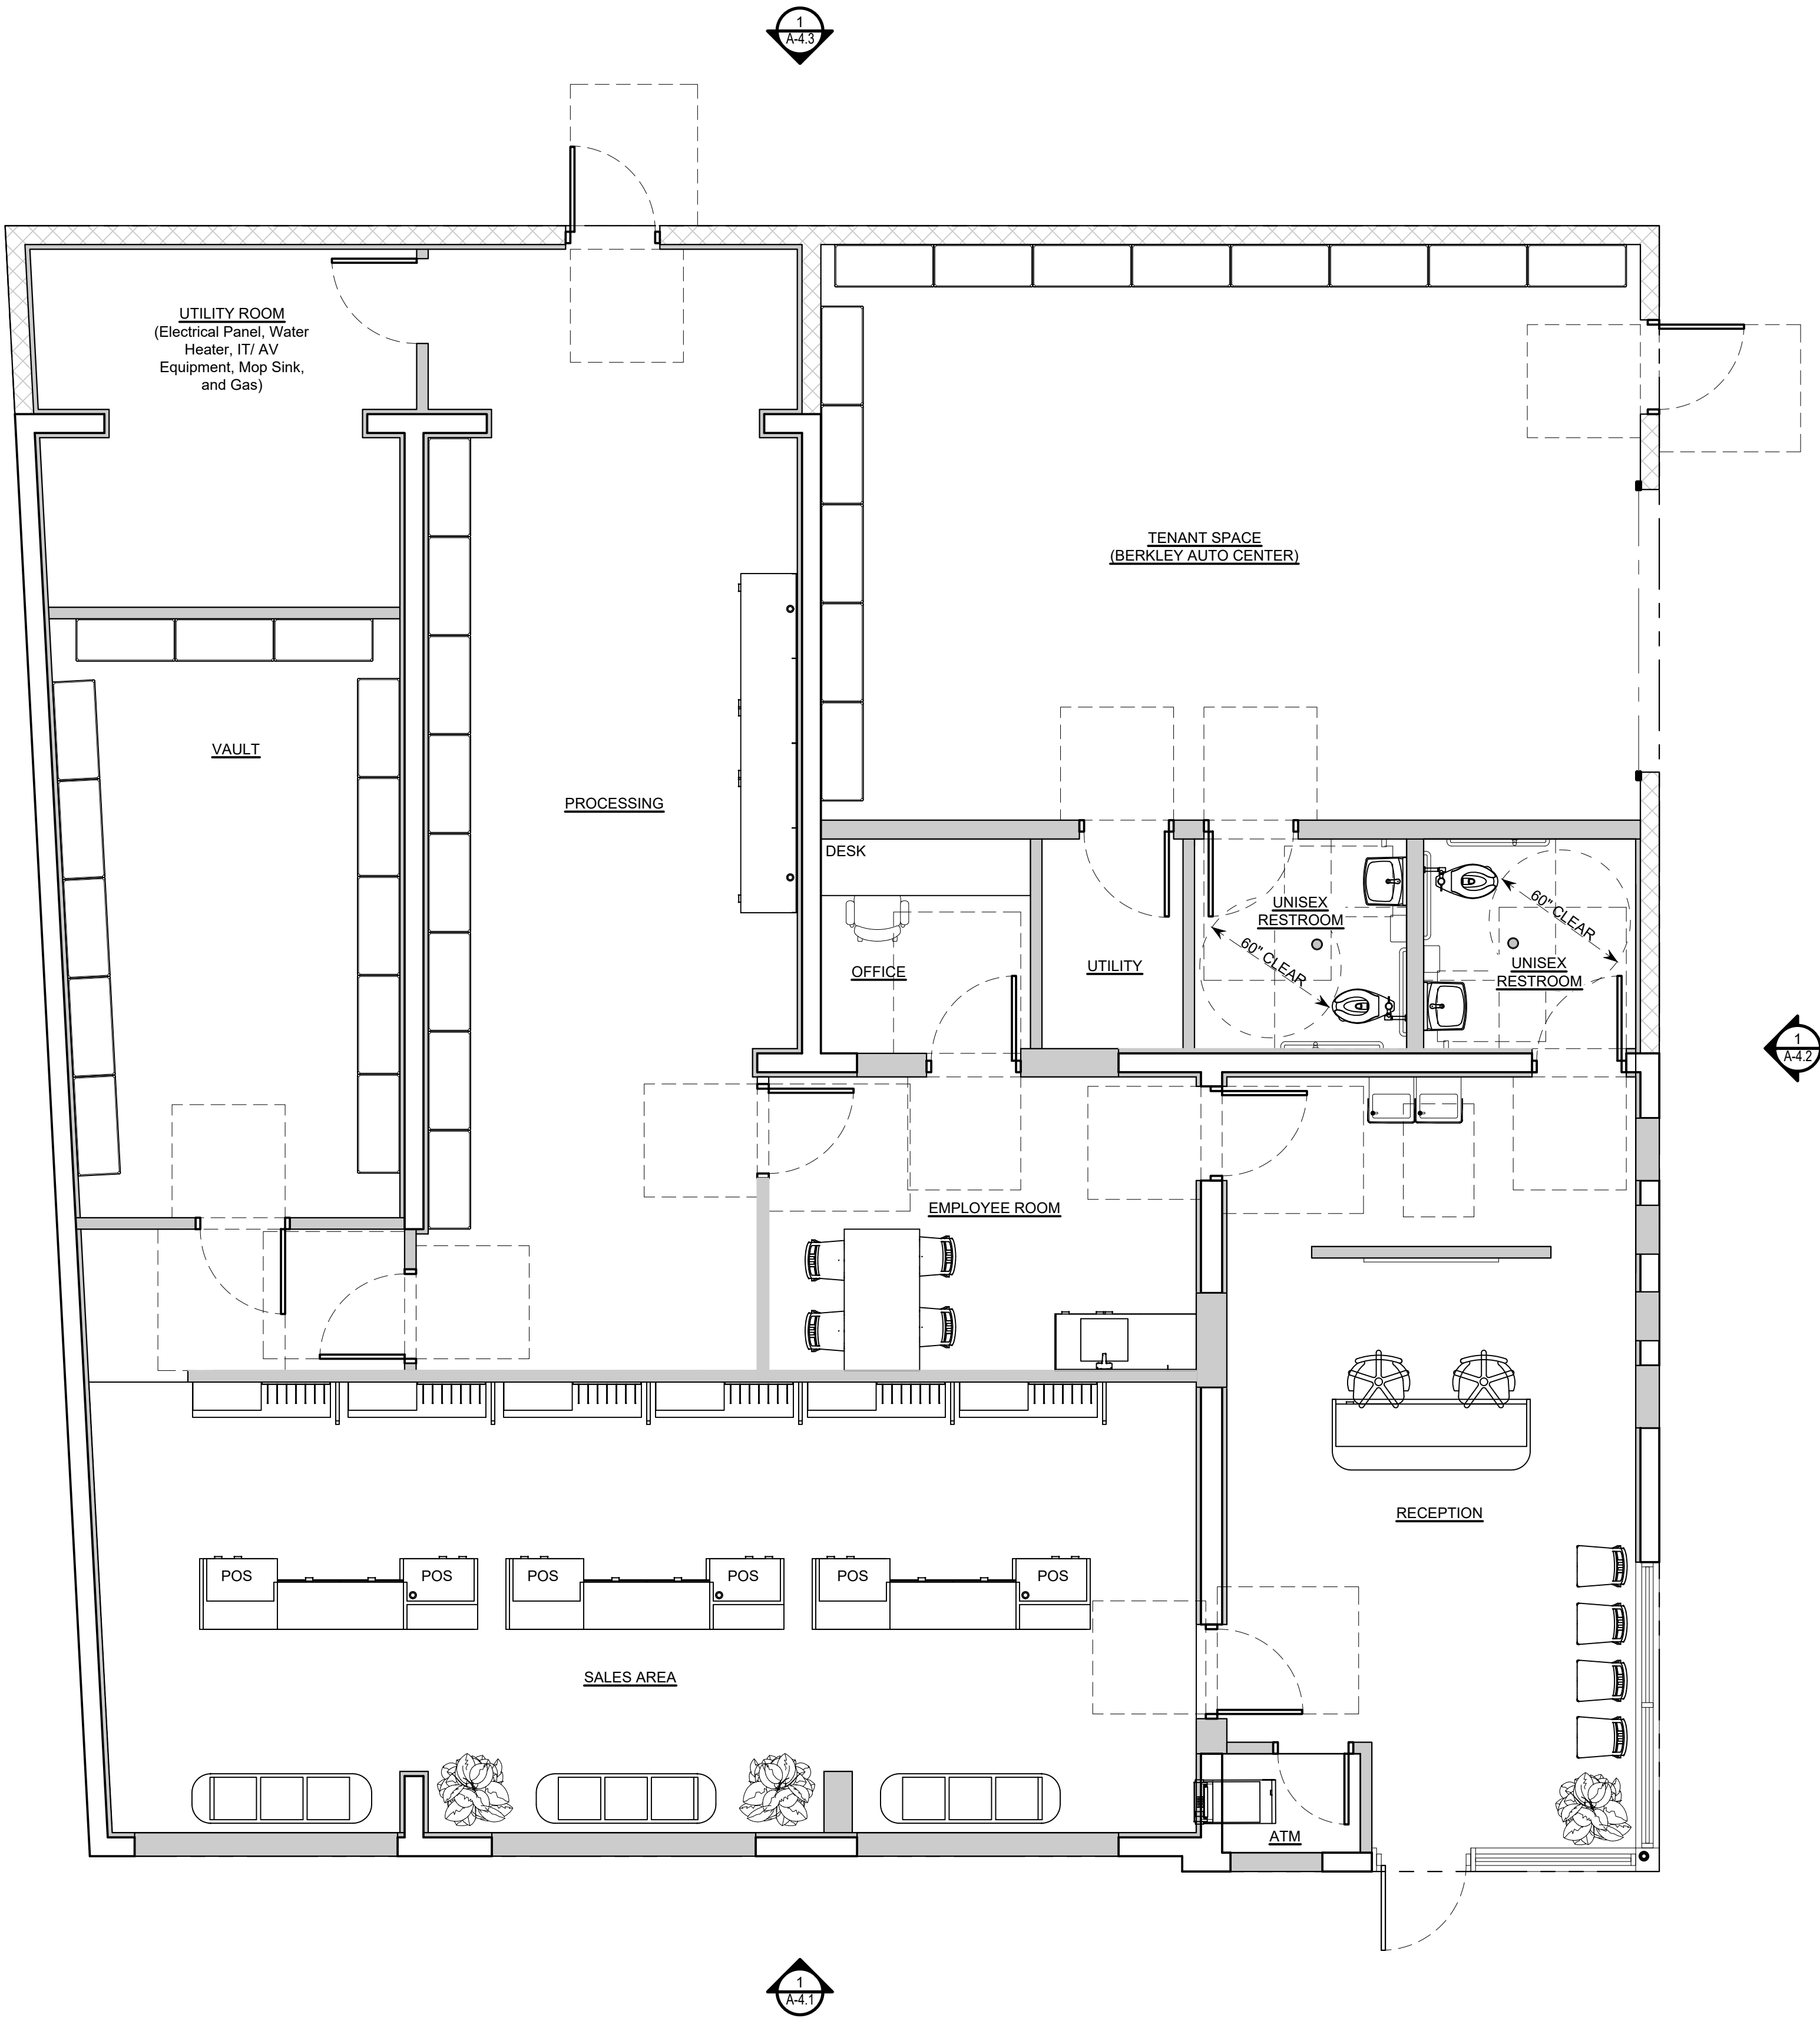 1
A-4.3
UTILITY ROOM
(Electrical Panel, Water
Heater, IT/ AV
Equipment, Mop Sink,
and Gas)
TENANT SPACE
(BERKLEY AUTO CENTER)
VAULT
PROCESSING
DESK
OFFICE
UTILITY
UNISEX
RESTROOM
60" CLEAR
60" CLEAR
UNISEX
RESTROOM
1
A-4.2
EMPLOYEE ROOM
RECEPTION
POS
POS
POS
POS
POS
POS
SALES AREA
ATM
1
A-4.1